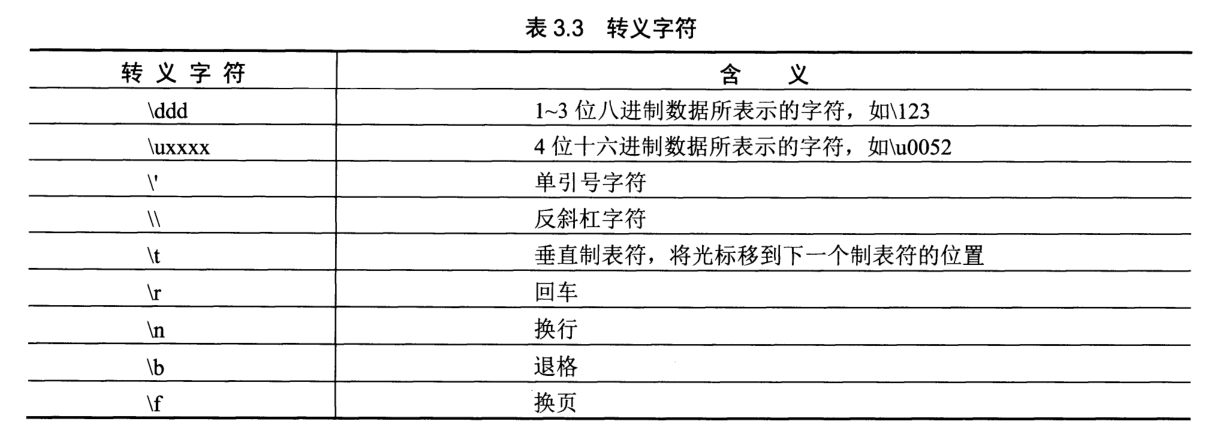 表 3.3 转义字符
转 义 字 符 含 义
\ddd 1~3 位八进制数据所表示的字符，如\123
\uxxxx 4 位十六进制数据所表示的字符，如\u0052
\' 单引号字符
\\ 反斜杠字符
\t 垂直制表符，将光标移到下一个制表符的位置
\r 回车
\n 换行
\b 退格
\f 换页